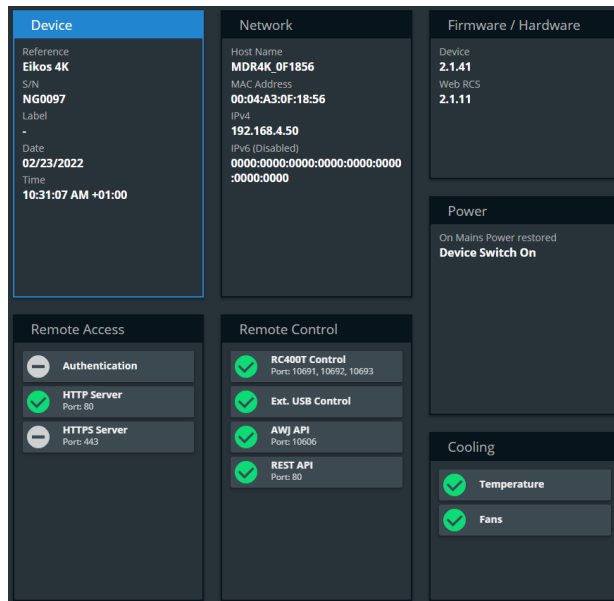 Device
Reference
Eikos 4K
S/N
NG0097
Label
-
Date
02/23/2022
Time
10:31:07 AM +01:00
Network
Host Name
MDR4K_0F1856
MAC Address
00:04:A3:0F:18:56
IPv4
192.168.4.50
IPv6 (Disabled)
0000:0000:0000:0000:0000:0000
:0000:0000
Firmware / Hardware
Device
2.1.41
Web RCS
2.1.11
Power
On Mains Power restored
Device Switch On
Remote Access
Authentication
HTTP Server
Port: 80
HTTPS Server
Port: 443
Remote Control
RC400T Control
Port: 10691, 10692, 10693
Ext. USB Control
AWJ API
Port: 10606
REST API
Port: 80
Cooling
Temperature
Fans